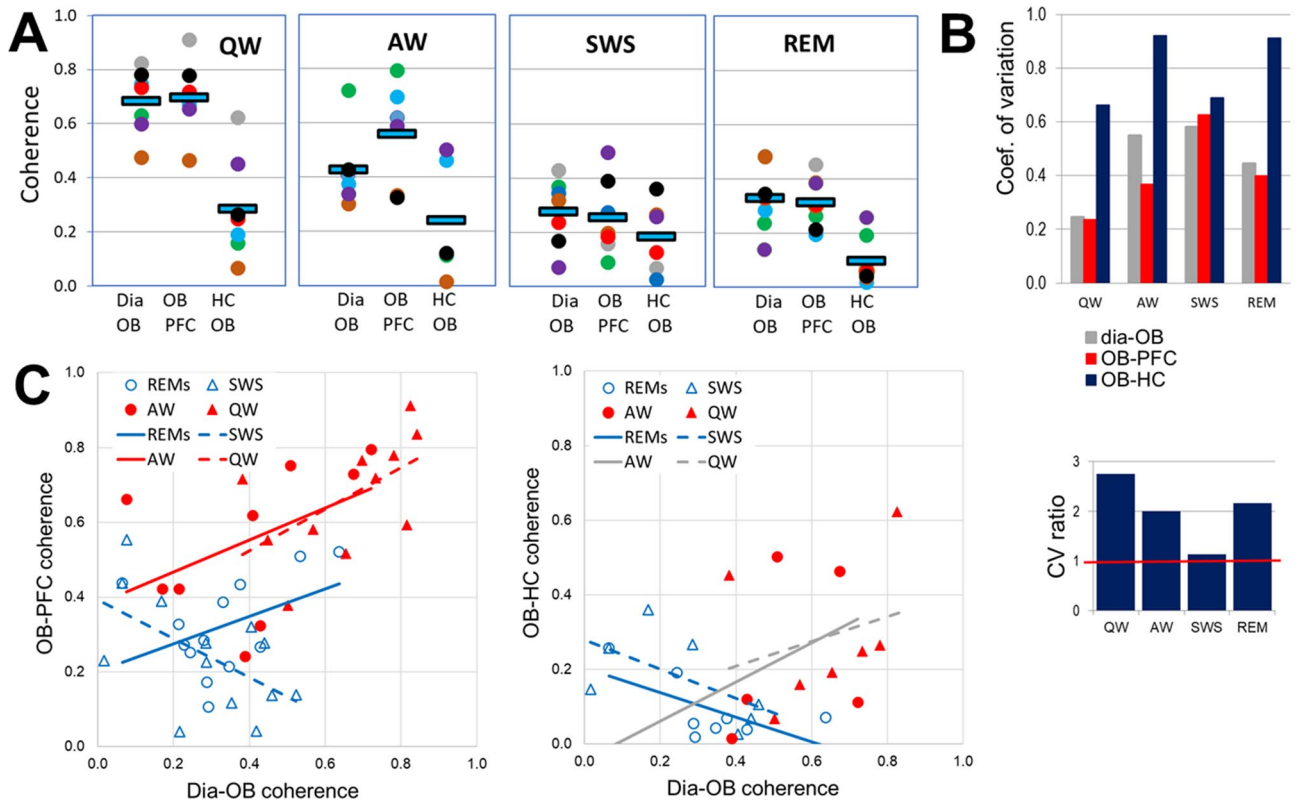 A
B
C
QW
AW
SWS
REM
Coherence
1.0
0.8
0.6
0.4
0.2
0.0
Dia OB HC
OB PFC OB
Dia OB HC
OB PFC OB
Dia OB HC
OB PFC OB
Dia OB HC
OB PFC OB
Coef. of variation
1.0
0.8
0.6
0.4
0.2
0.0
QW AW SWS REM
dia-OB
OB-PFC
OB-HC
CV ratio
3
2
1
0
QW AW SWS REM
OB-PFC coherence
1.0
0.8
0.6
0.4
0.2
0.0
REMs SWS
AW QW
REMs SWS
AW QW
0.0 0.2 0.4 0.6 0.8 1.0
Dia-OB coherence
OB-HC coherence
1.0
0.8
0.6
0.4
0.2
0.0
REMs SWS
AW QW
REMs SWS
AW QW
0.0 0.2 0.4 0.6 0.8 1.0
Dia-OB coherence